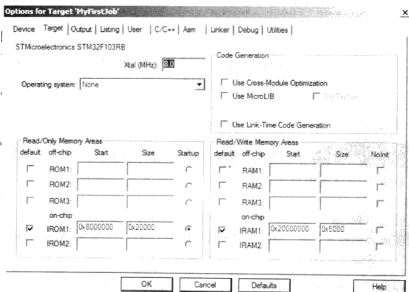 Options for Target 'MyFirstJob'
Device Target Output Listing User C/C++ Asm Linker Debug Utilities
STMicroelectronics STM32F103RB
Xtal (MHz): 8.0
Operating system: None
Code Generation
Use Cross-Module Optimization
Use MicroLIB
Use Link-Time Code Generation
Read/Only Memory Areas
default off-chip Start Size Startup
ROM1:
ROM2:
ROM3:
on-chip
IROM1: 0x8000000 0x20000
IROM2:
Read/Write Memory Areas
default off-chip Start Size NoInit
RAM1:
RAM2:
RAM3:
on-chip
IRAM1: 0x20000000 0x5000
IRAM2:
OK Cancel Defaults Help